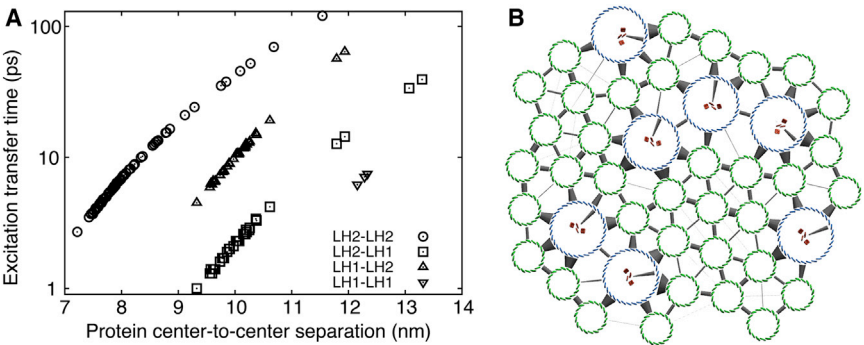 A
B
Excitation transfer time (ps)
100
10
1
LH2-LH2
LH2-LH1
LH1-LH2
LH1-LH1
7 8 9 10 11 12 13 14
Protein center-to-center separation (nm)